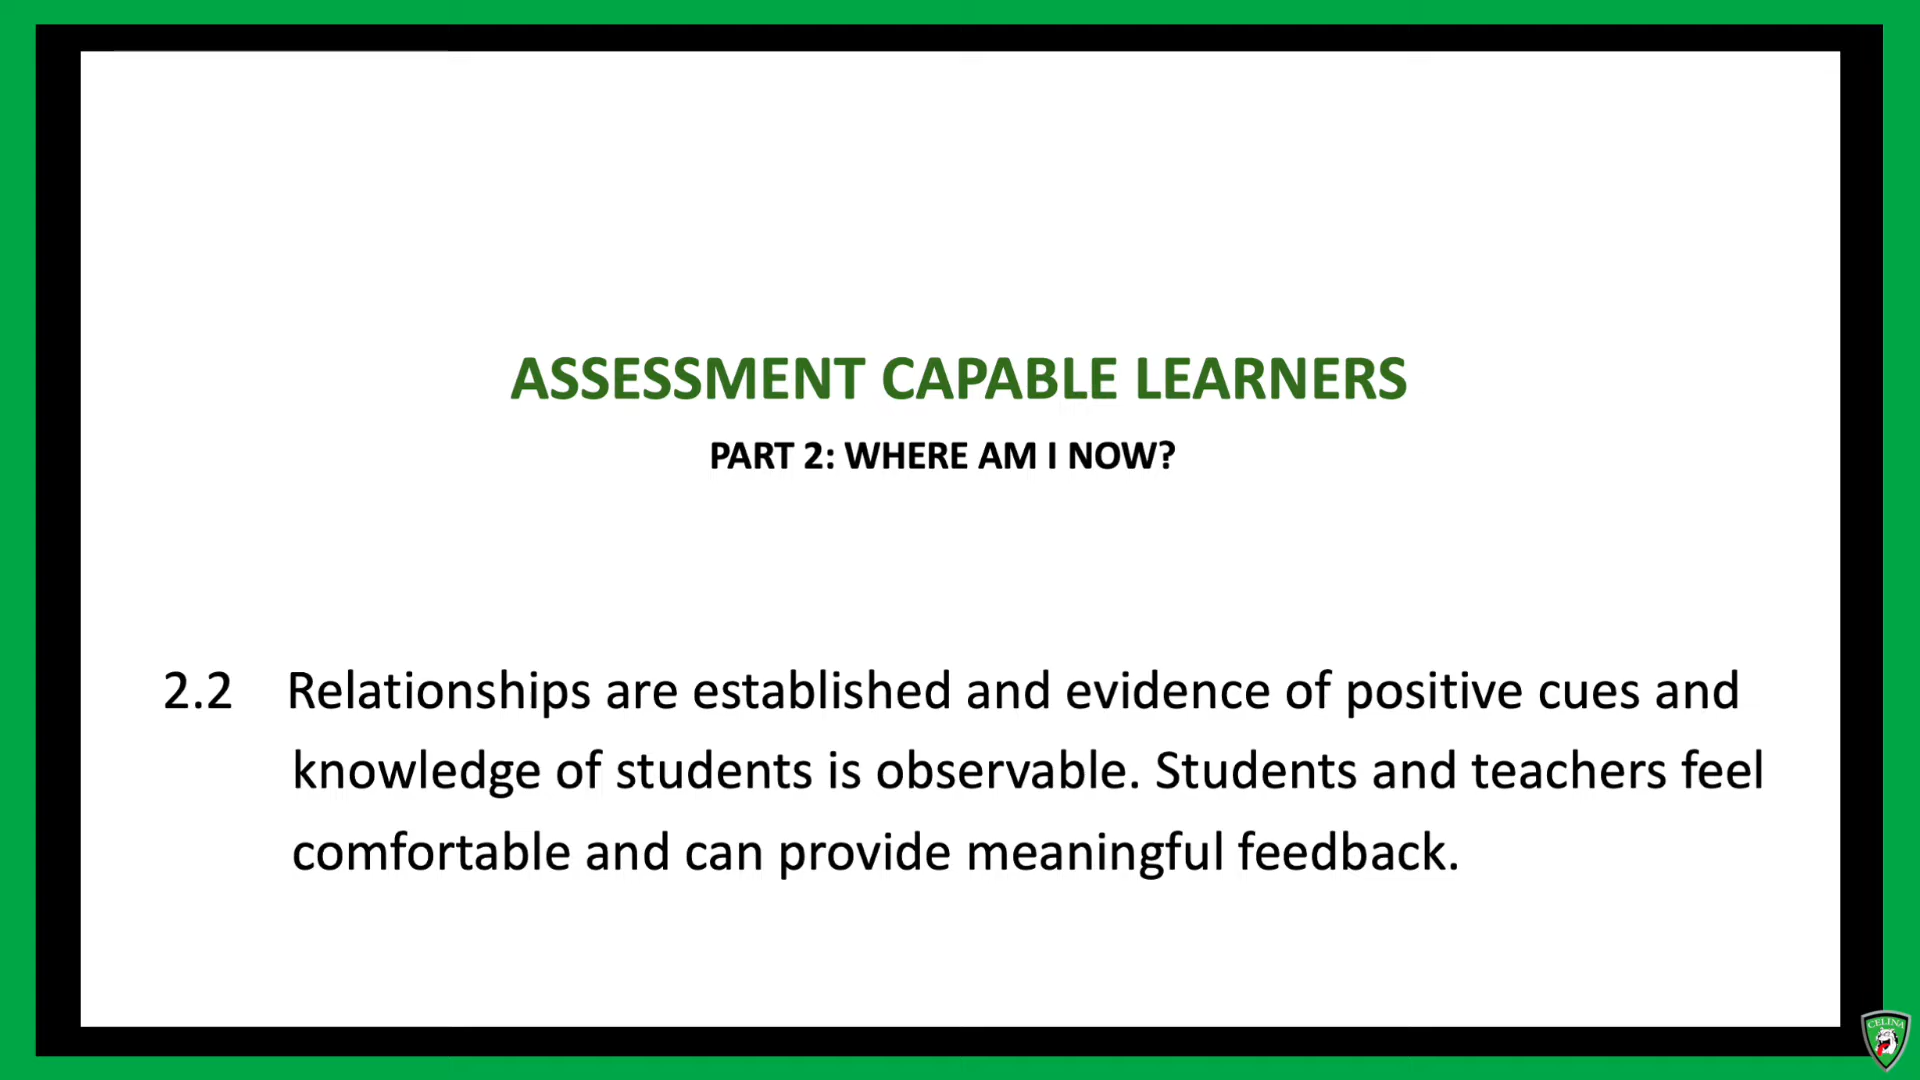 ASSESSMENT CAPABLE LEARNERS
PART 2: WHERE AM I NOW?
2.2 Relationships are established and evidence of positive cues and
knowledge of students is observable. Students and teachers feel
comfortable and can provide meaningful feedback.
CELINA